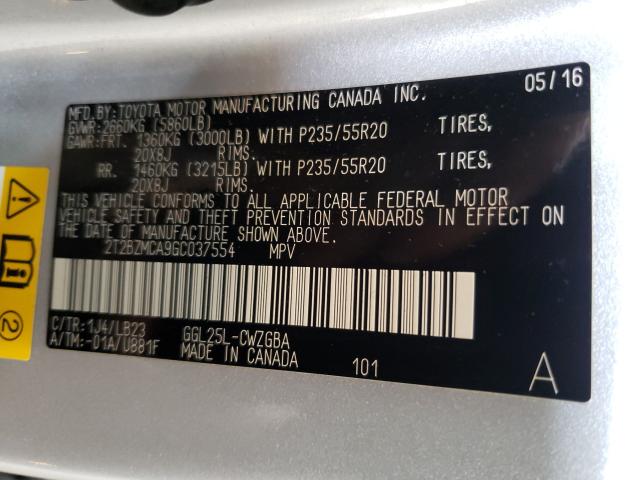 MFD.BY:TOYOTA MOTOR MANUFACTURING CANADA INC. 05/16
GVWR:2660KG (5860LB)
GAWR:FRT. 1360KG (3000LB) WITH P235/55R20 TIRES,
20X8J RIMS.
RR. 1460KG (3215LB) WITH P235/55R20 TIRES,
20X8J RIMS.
THIS VEHICLE CONFORMS TO ALL APPLICABLE FEDERAL MOTOR
VEHICLE SAFETY AND THEFT PREVENTION STANDARDS IN EFFECT ON
THE DATE OF MANUFACTURE SHOWN ABOVE.
2T2BZMCA9GC037554 MPV
C/TR:1J4/LB23 GGL25L-CWZGBA
A/TM:-01A/U881F MADE IN CANADA 101 A
2